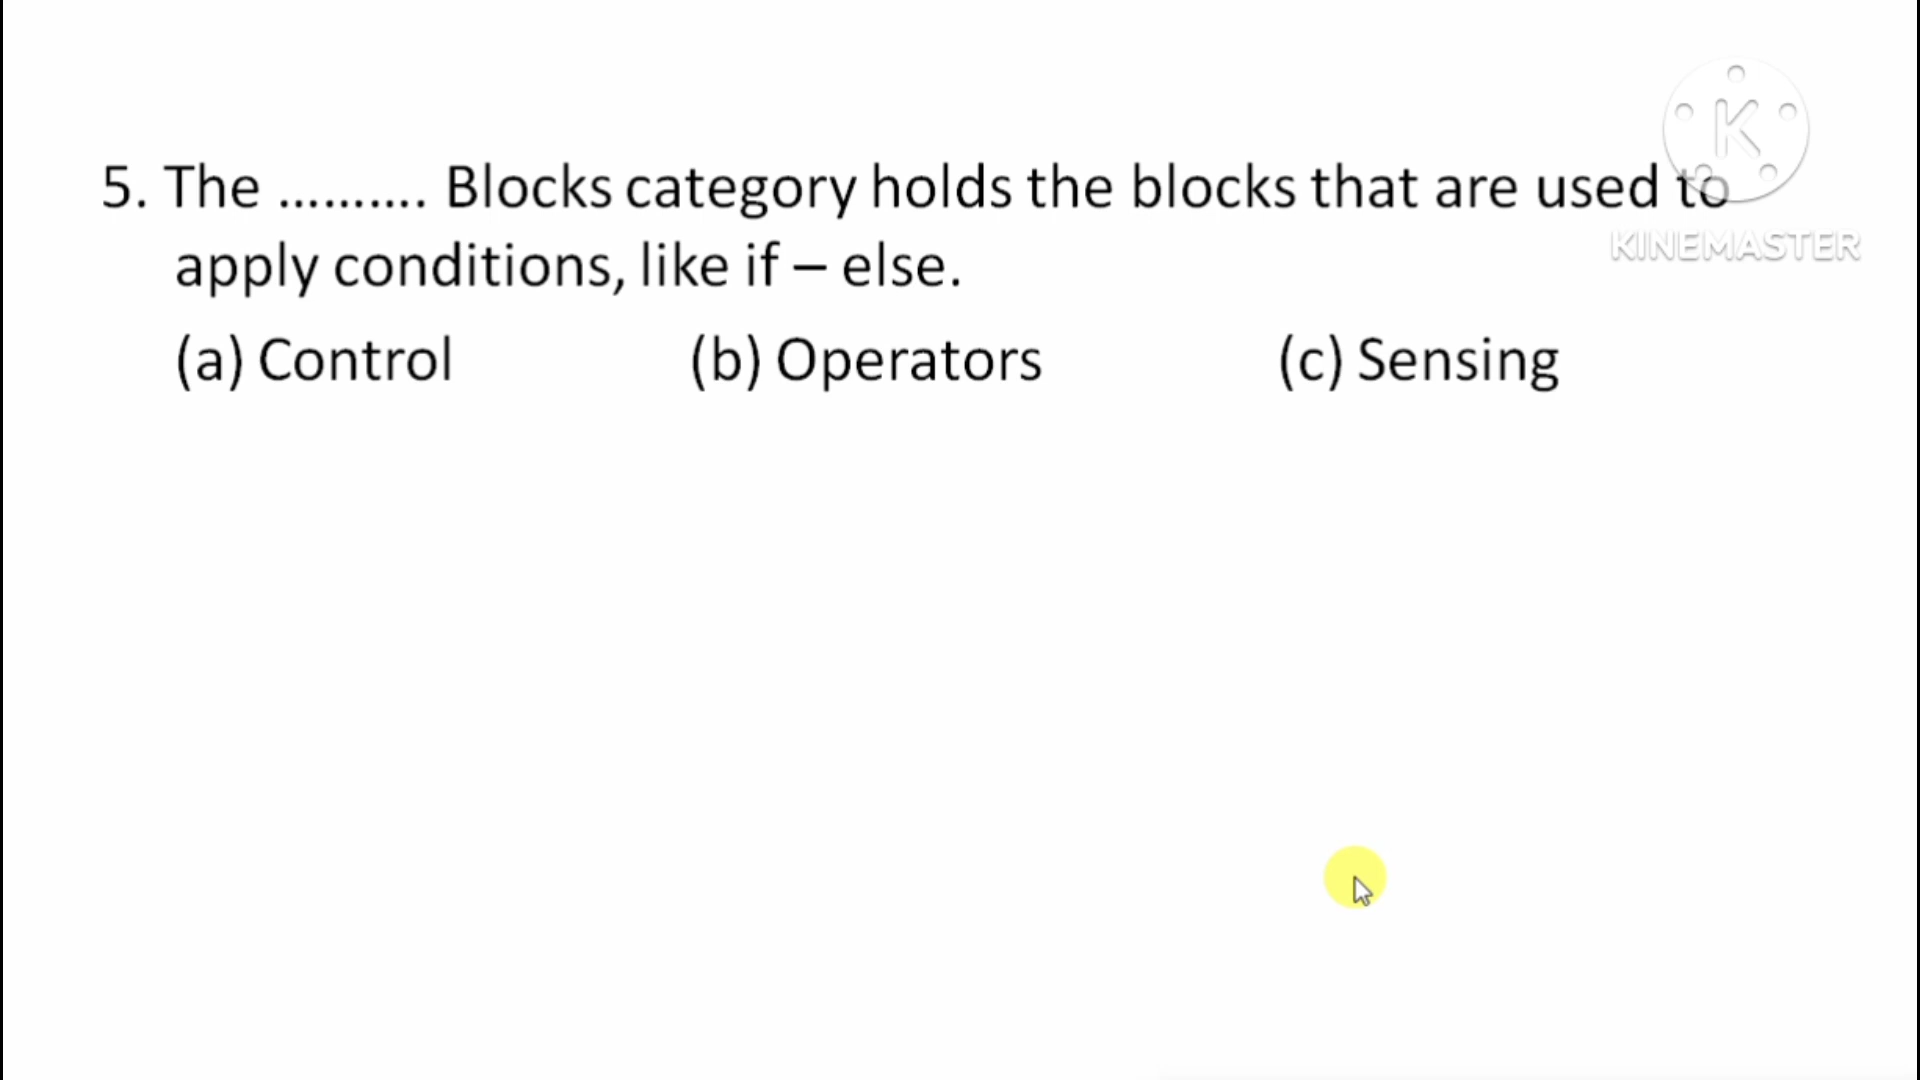 5. The .......... Blocks category holds the blocks that are used to
apply conditions, like if – else.
(a) Control (b) Operators (c) Sensing
K
KINEMASTER